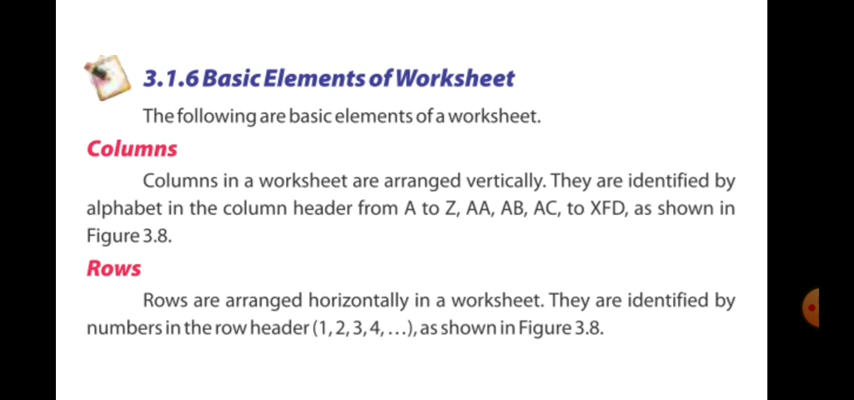 3.1.6 Basic Elements of Worksheet
The following are basic elements of a worksheet.
Columns
Columns in a worksheet are arranged vertically. They are identified by
alphabet in the column header from A to Z, AA, AB, AC, to XFD, as shown in
Figure 3.8.
Rows
Rows are arranged horizontally in a worksheet. They are identified by
numbers in the row header (1, 2, 3, 4, …), as shown in Figure 3.8.